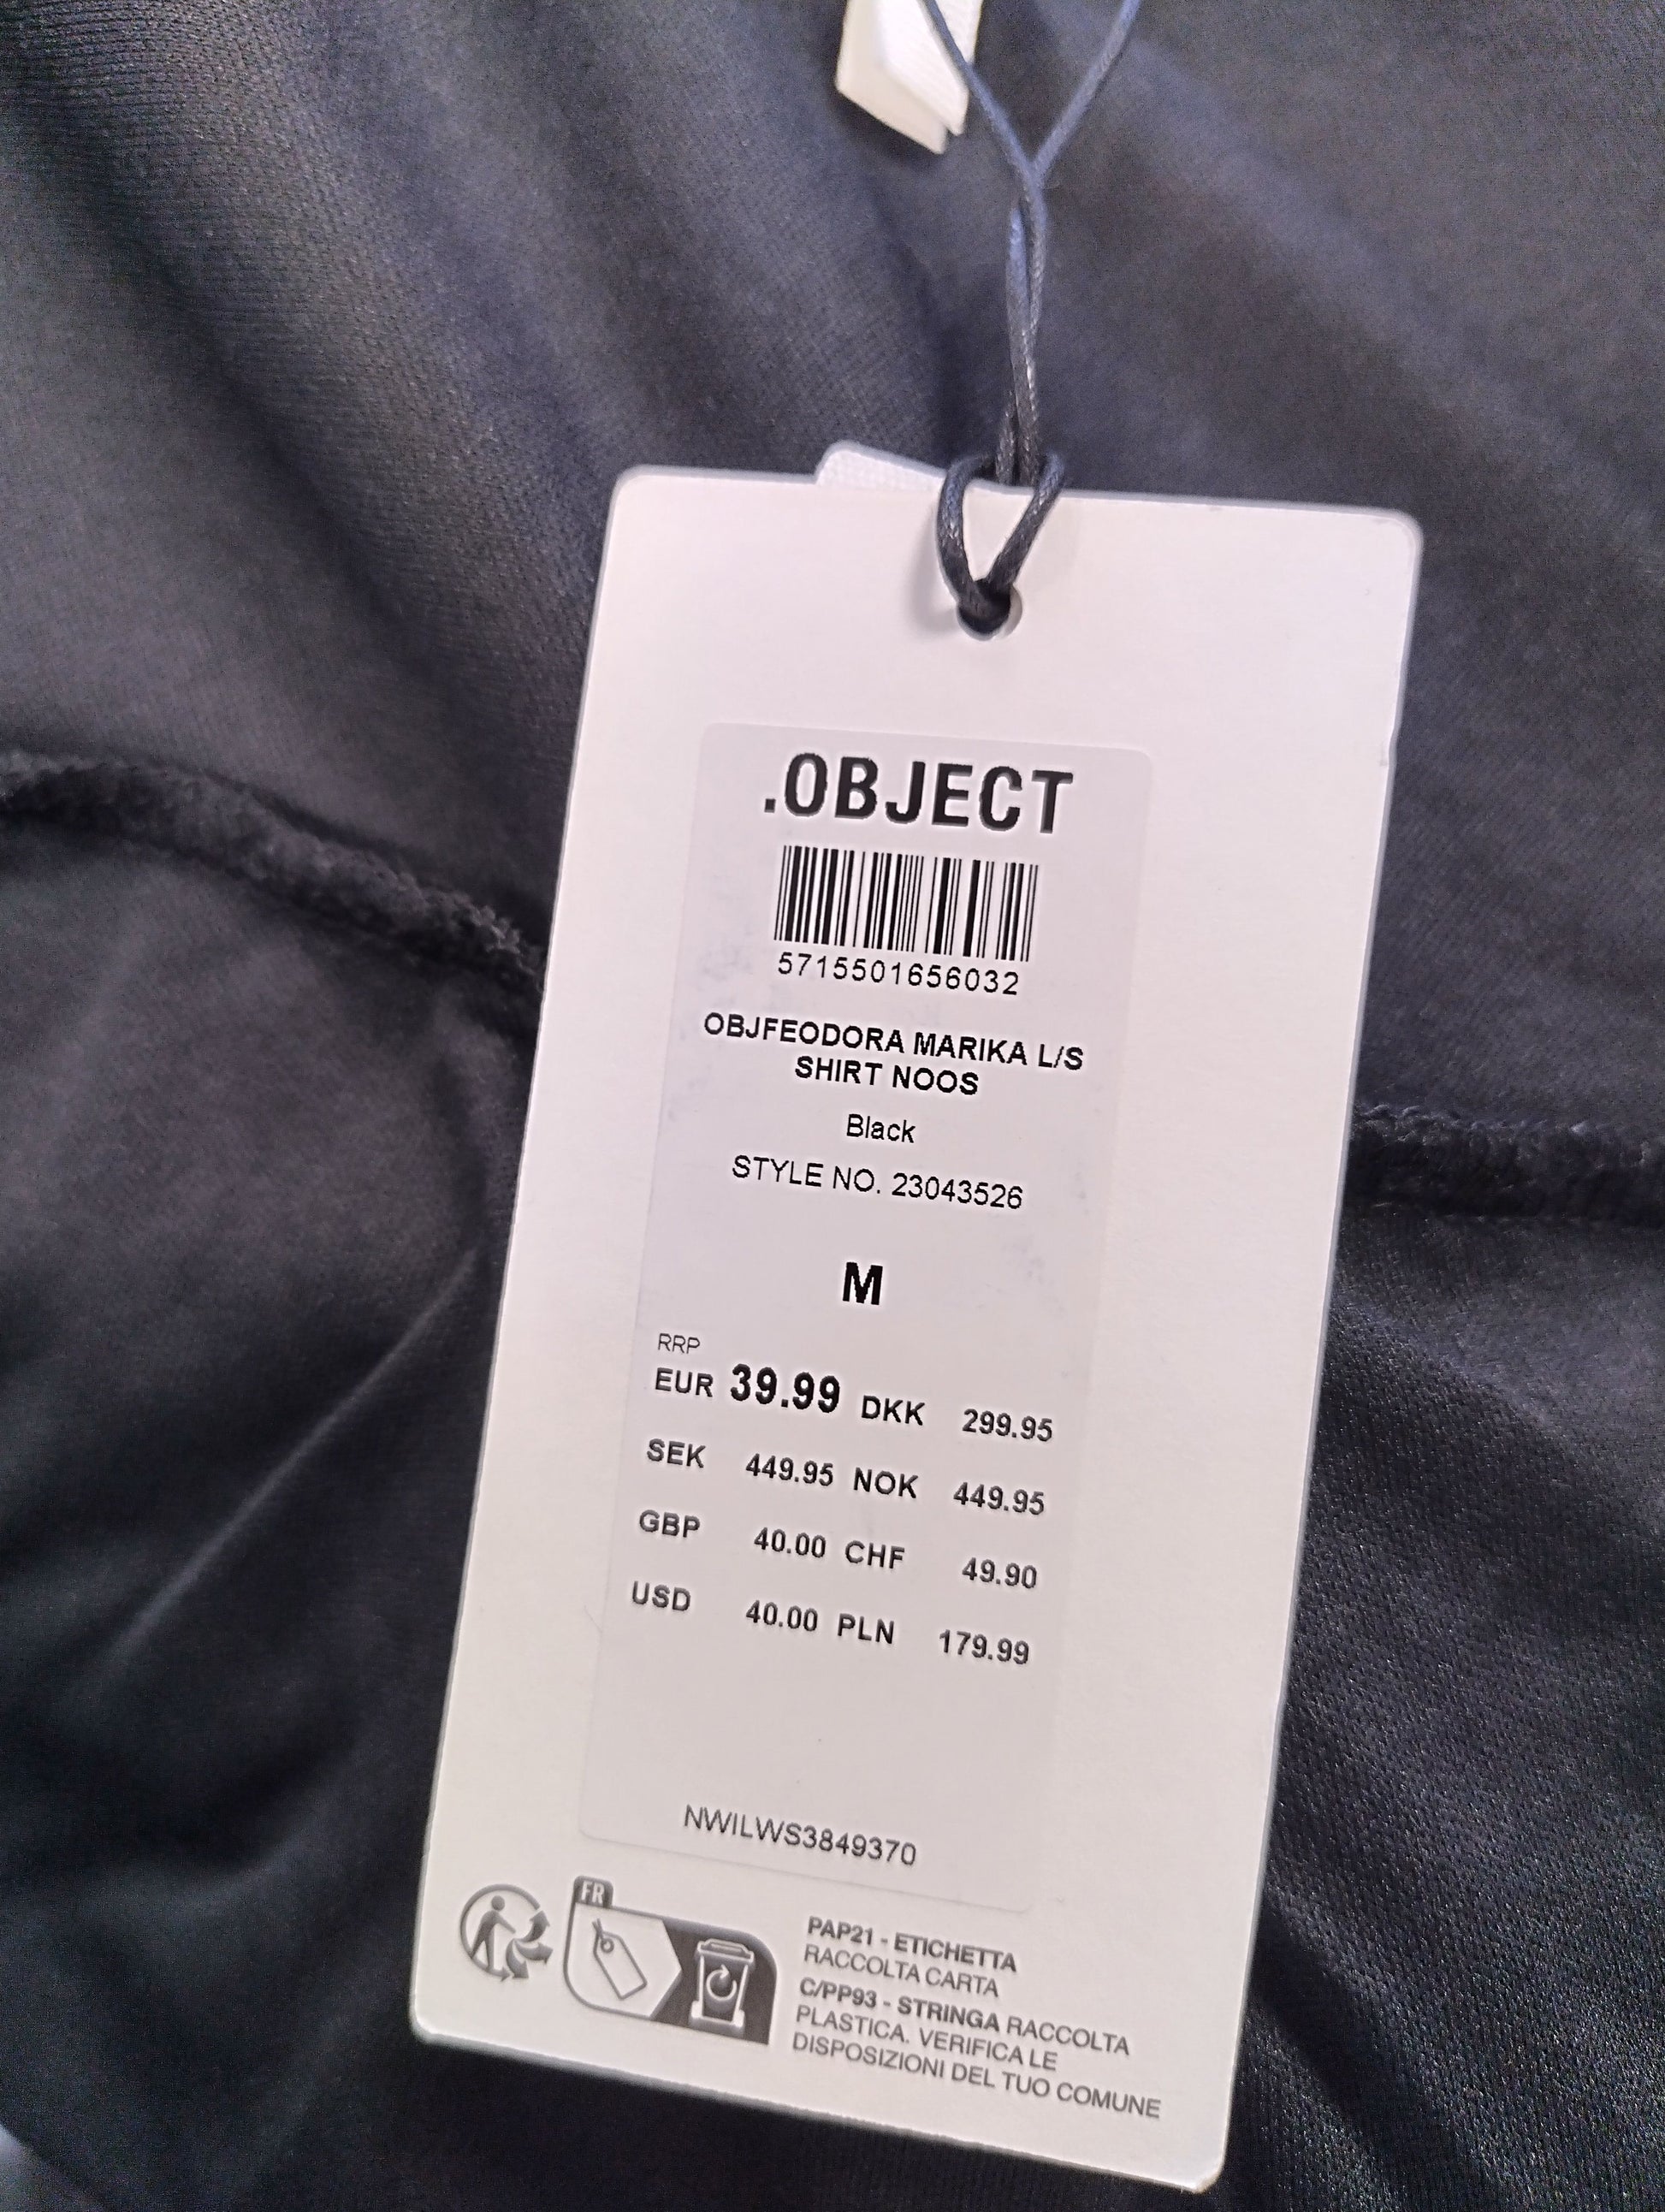 .OBJECT
5715501656032
OBJFEODORA MARIKA L/S
SHIRT NOOS
Black
STYLE NO. 23043526
M
RRP
EUR 39.99 DKK 299.95
SEK 449.95 NOK 449.95
GBP 40.00 CHF 49.90
USD 40.00 PLN 179.99
NWILWS3849370
FR
PAP21 - ETICHETTA
RACCOLTA CARTA
C/PP93 - STRINGA RACCOLTA
PLASTICA. VERIFICA LE
DISPOSIZIONI DEL TUO COMUNE